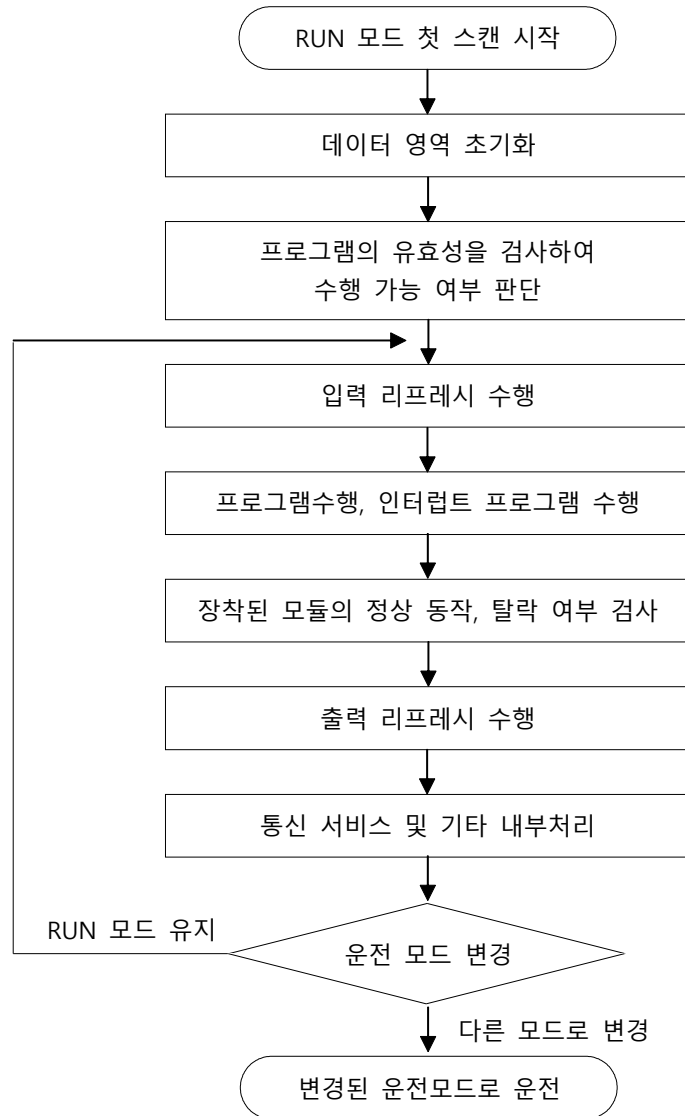 RUN 모드 첫 스캔 시작
데이터 영역 초기화
프로그램의 유효성을 검사하여
수행 가능 여부 판단
입력 리프레시 수행
프로그램수행, 인터럽트 프로그램 수행
장착된 모듈의 정상 동작, 탈락 여부 검사
출력 리프레시 수행
통신 서비스 및 기타 내부처리
RUN 모드 유지
운전 모드 변경
다른 모드로 변경
변경된 운전모드로 운전